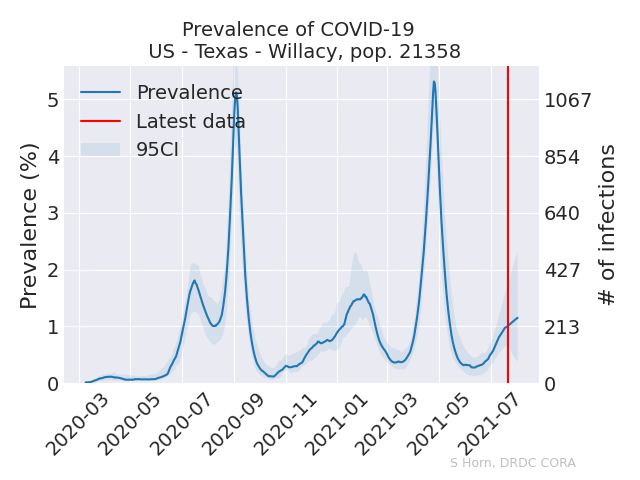 Prevalence of COVID-19
US - Texas - Willacy, pop. 21358
Prevalence
Latest data
95CI
Prevalence (%)
5
4
3
2
1
0
1067
854
640
427
213
0
# of infections
2020-03
2020-05
2020-07
2020-09
2020-11
2021-01
2021-03
2021-05
2021-07
S Horn, DRDC CORA